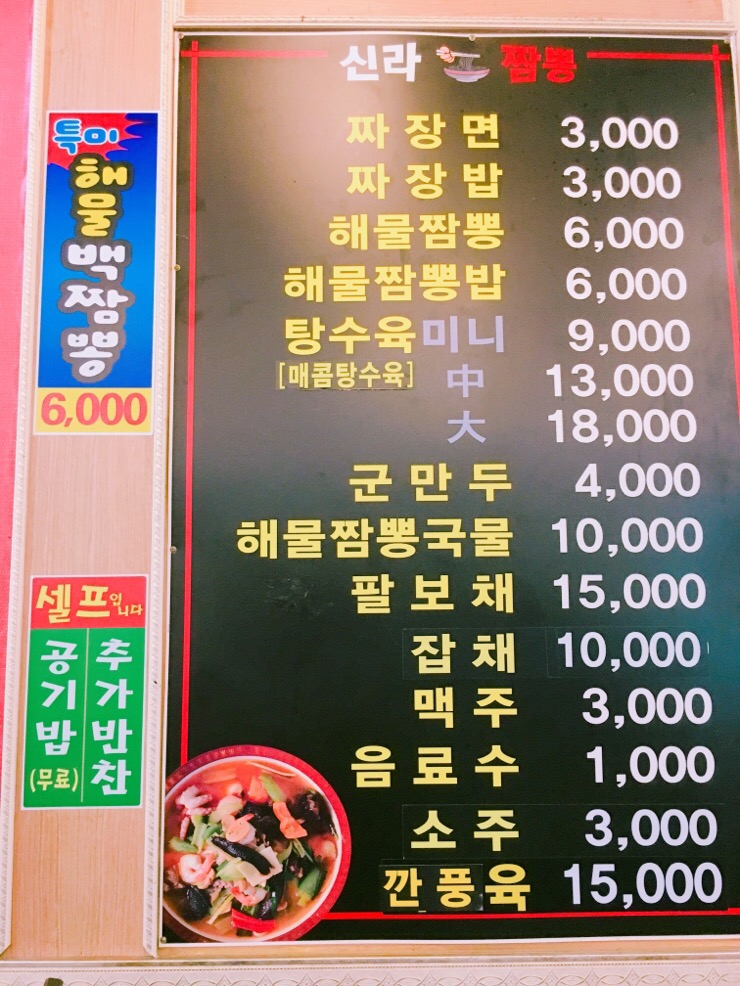 신라 짬뽕
짜장면 3,000
짜장밥 3,000
해물짬뽕 6,000
해물짬뽕밥 6,000
탕수육 미니 9,000
[매콤탕수육] 中 13,000
大 18,000
군만두 4,000
해물짬뽕국물 10,000
팔보채 15,000
잡채 10,000
맥주 3,000
음료수 1,000
소주 3,000
깐풍육 15,000
특미
해물백짬뽕
6,000
셀프입니다
공기밥(무료)
추가반찬